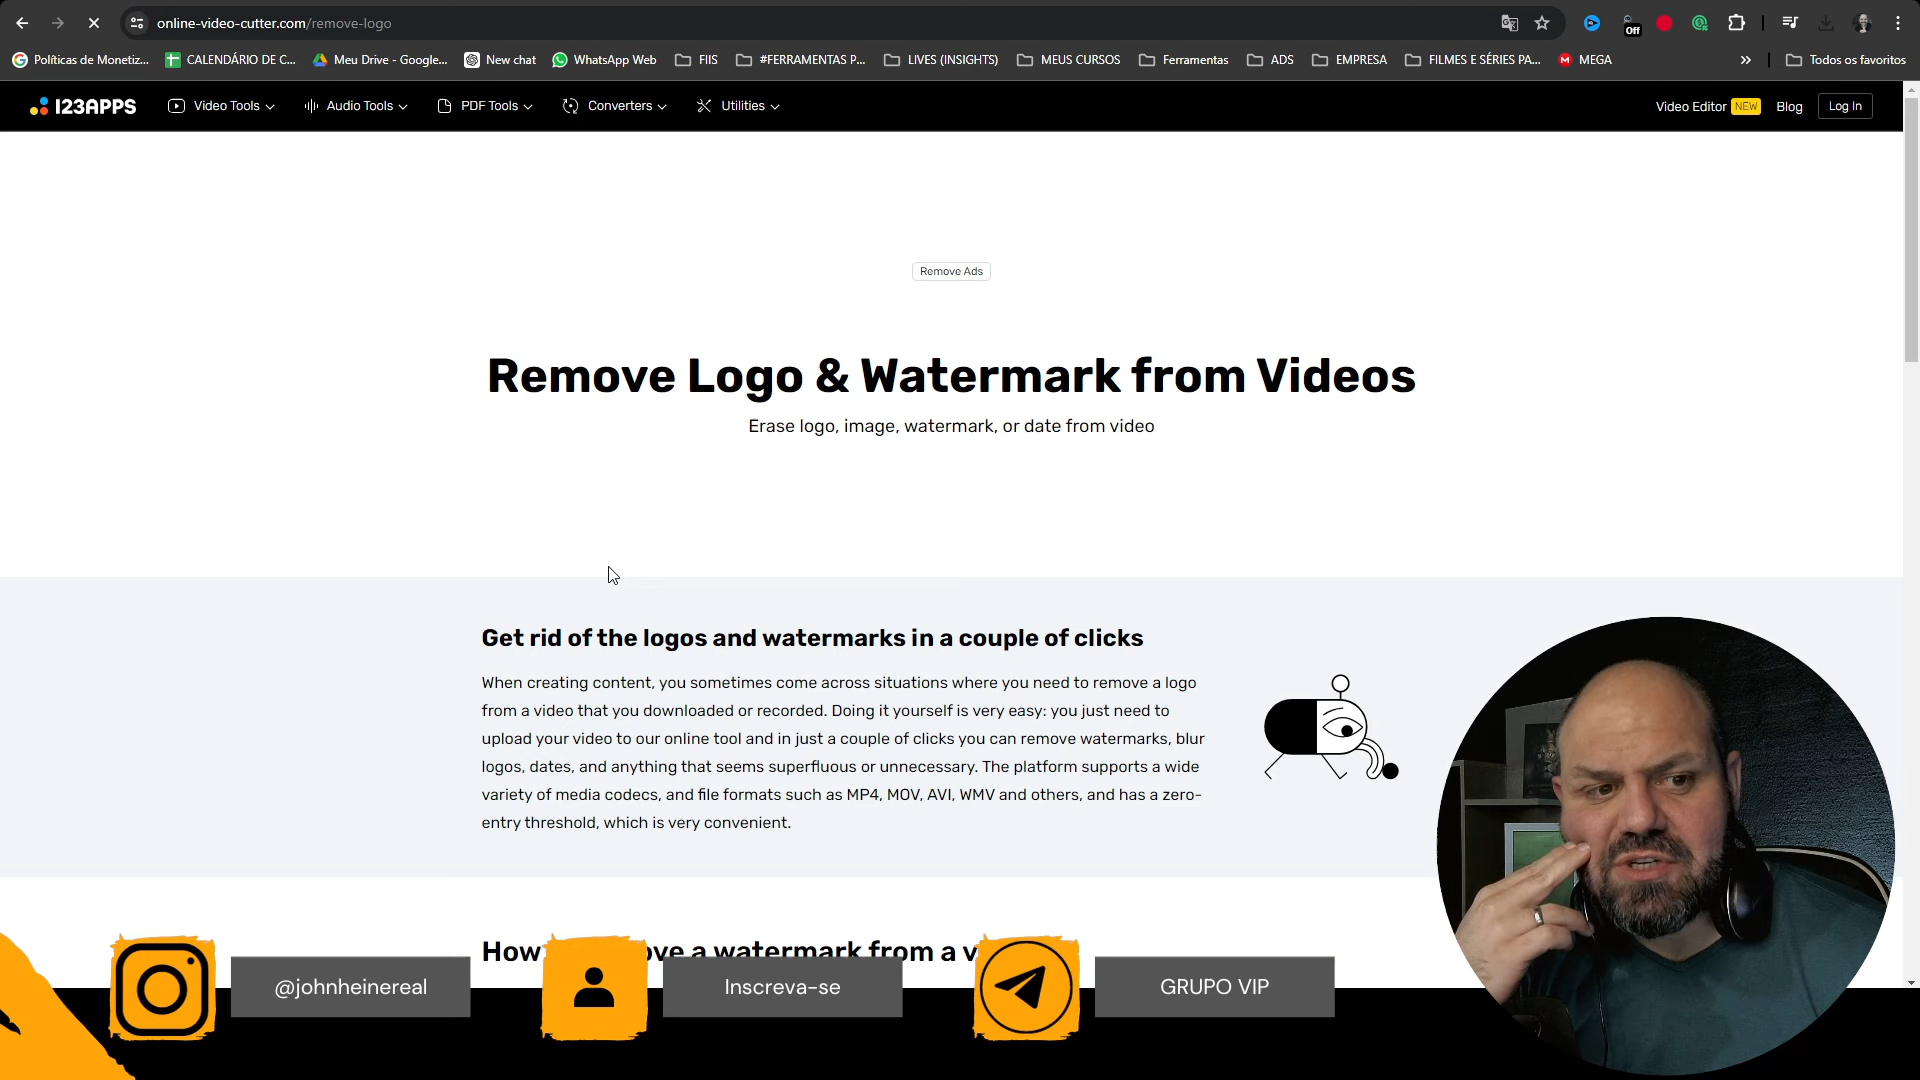 online-video-cutter.com/remove-logo
Off
Políticas de Monetiz...
CALENDÁRIO DE C...
Meu Drive - Google...
New chat
WhatsApp Web
FIIS
#FERRAMENTAS P...
LIVES (INSIGHTS)
MEUS CURSOS
Ferramentas
ADS
EMPRESA
FILMES E SÉRIES PA...
MEGA
»
Todos os favoritos
123APPS
Video Tools
Audio Tools
PDF Tools
Converters
Utilities
Video Editor NEW
Blog
Log In
Remove Ads
Remove Logo & Watermark from Videos
Erase logo, image, watermark, or date from video
Get rid of the logos and watermarks in a couple of clicks
When creating content, you sometimes come across situations where you need to remove a logo
from a video that you downloaded or recorded. Doing it yourself is very easy: you just need to
upload your video to our online tool and in just a couple of clicks you can remove watermarks, blur
logos, dates, and anything that seems superfluous or unnecessary. The platform supports a wide
variety of media codecs, and file formats such as MP4, MOV, AVI, WMV and others, and has a zero-
entry threshold, which is very convenient.
How ve a watermark from a v
@johnheinereal
Inscreva-se
GRUPO VIP